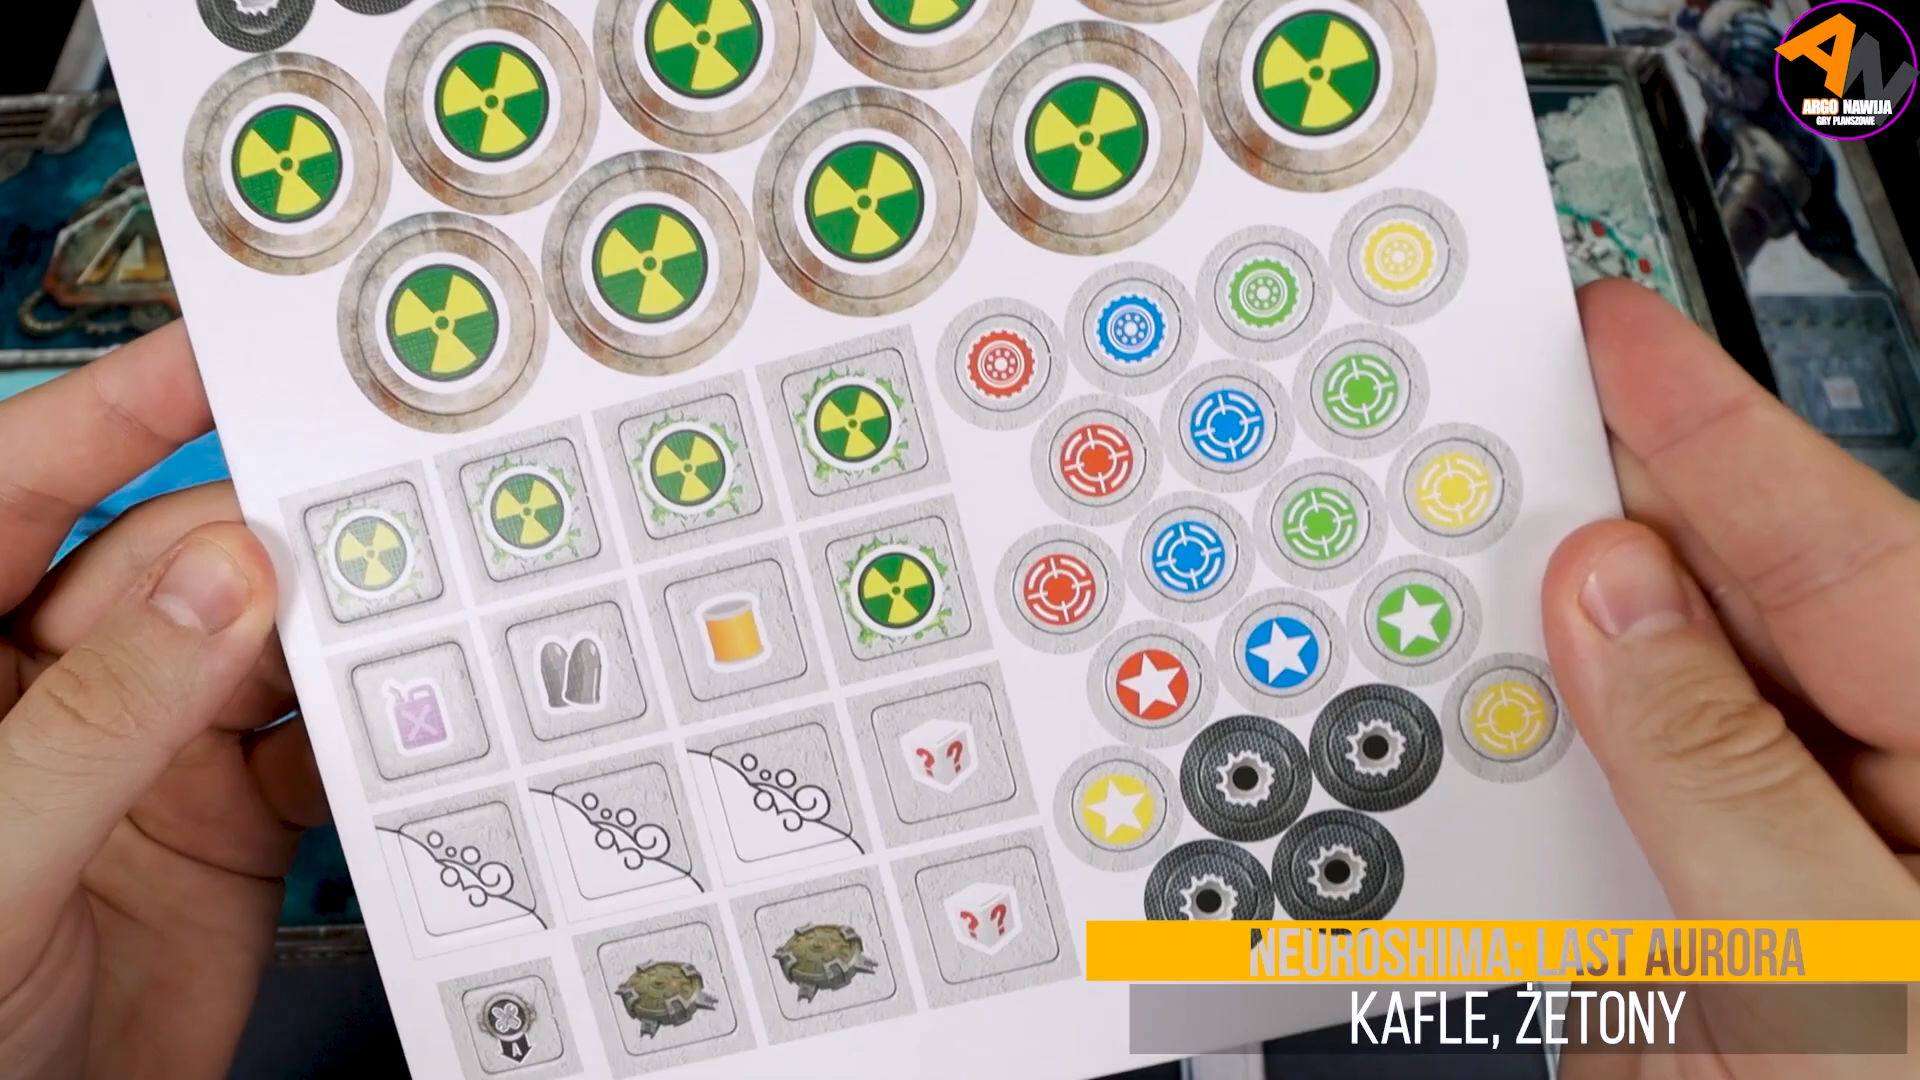 ARGO NAWIJA
GRY PLANSZOWE
? ?
? ?
A
NEUROSHIMA: LAST AURORA
KAFLE, ŻETONY